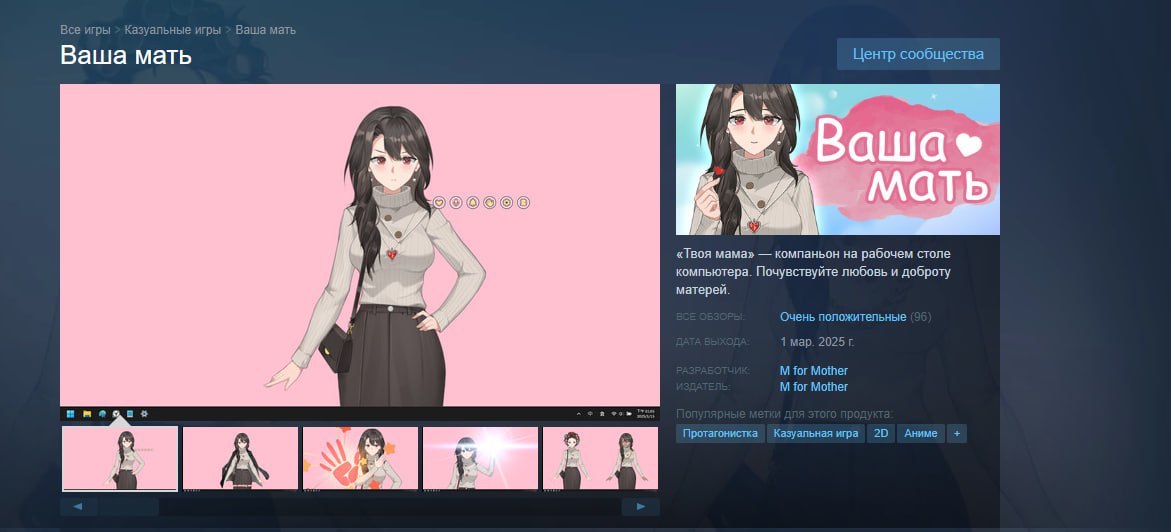 Все игры > Казуальные игры > Ваша мать
Ваша мать
Центр сообщества
Ваша
мать
«Твоя мама» — компаньон на рабочем столе
компьютера. Почувствуйте любовь и доброту
матерей.
ВСЕ ОБЗОРЫ: Очень положительные (96)
ДАТА ВЫХОДА: 1 мар. 2025 г.
РАЗРАБОТЧИК: M for Mother
ИЗДАТЕЛЬ: M for Mother
Популярные метки для этого продукта:
Протагонистка Казуальная игра 2D Аниме +